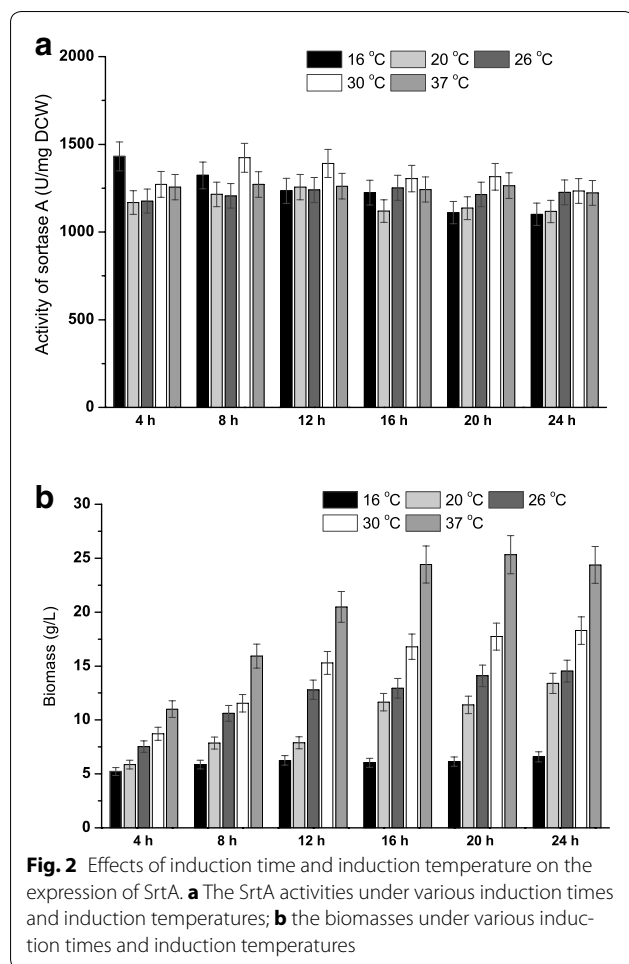 a
2000
1500
1000
500
0
Activity of sortase A (U/mg DCW)
16 °C 20 °C 26 °C
30 °C 37 °C
4 h 8 h 12 h 16 h 20 h 24 h
b
30
25
20
15
10
5
0
Biomass (g/L)
16 °C 20 °C 26 °C
30 °C 37 °C
4 h 8 h 12 h 16 h 20 h 24 h
Fig. 2 Effects of induction time and induction temperature on the
expression of SrtA. a The SrtA activities under various induction times
and induction temperatures; b the biomasses under various induc-
tion times and induction temperatures